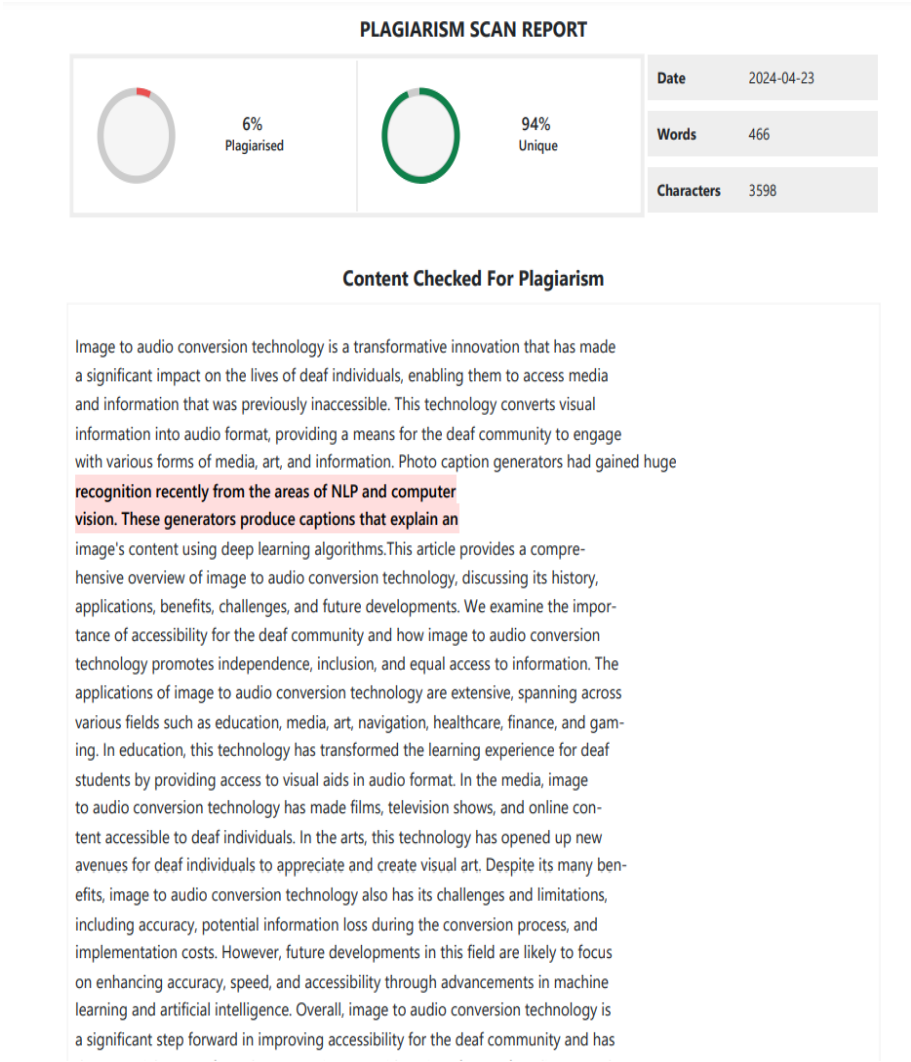 PLAGIARISM SCAN REPORT
6%
Plagiarised
94%
Unique
Date 2024-04-23
Words 466
Characters 3598
Content Checked For Plagiarism
Image to audio conversion technology is a transformative innovation that has made
a significant impact on the lives of deaf individuals, enabling them to access media
and information that was previously inaccessible. This technology converts visual
information into audio format, providing a means for the deaf community to engage
with various forms of media, art, and information. Photo caption generators had gained huge
recognition recently from the areas of NLP and computer
vision. These generators produce captions that explain an
image's content using deep learning algorithms.This article provides a compre-
hensive overview of image to audio conversion technology, discussing its history,
applications, benefits, challenges, and future developments. We examine the impor-
tance of accessibility for the deaf community and how image to audio conversion
technology promotes independence, inclusion, and equal access to information. The
applications of image to audio conversion technology are extensive, spanning across
various fields such as education, media, art, navigation, healthcare, finance, and gam-
ing. In education, this technology has transformed the learning experience for deaf
students by providing access to visual aids in audio format. In the media, image
to audio conversion technology has made films, television shows, and online con-
tent accessible to deaf individuals. In the arts, this technology has opened up new
avenues for deaf individuals to appreciate and create visual art. Despite its many ben-
efits, image to audio conversion technology also has its challenges and limitations,
including accuracy, potential information loss during the conversion process, and
implementation costs. However, future developments in this field are likely to focus
on enhancing accuracy, speed, and accessibility through advancements in machine
learning and artificial intelligence. Overall, image to audio conversion technology is
a significant step forward in improving accessibility for the deaf community and has